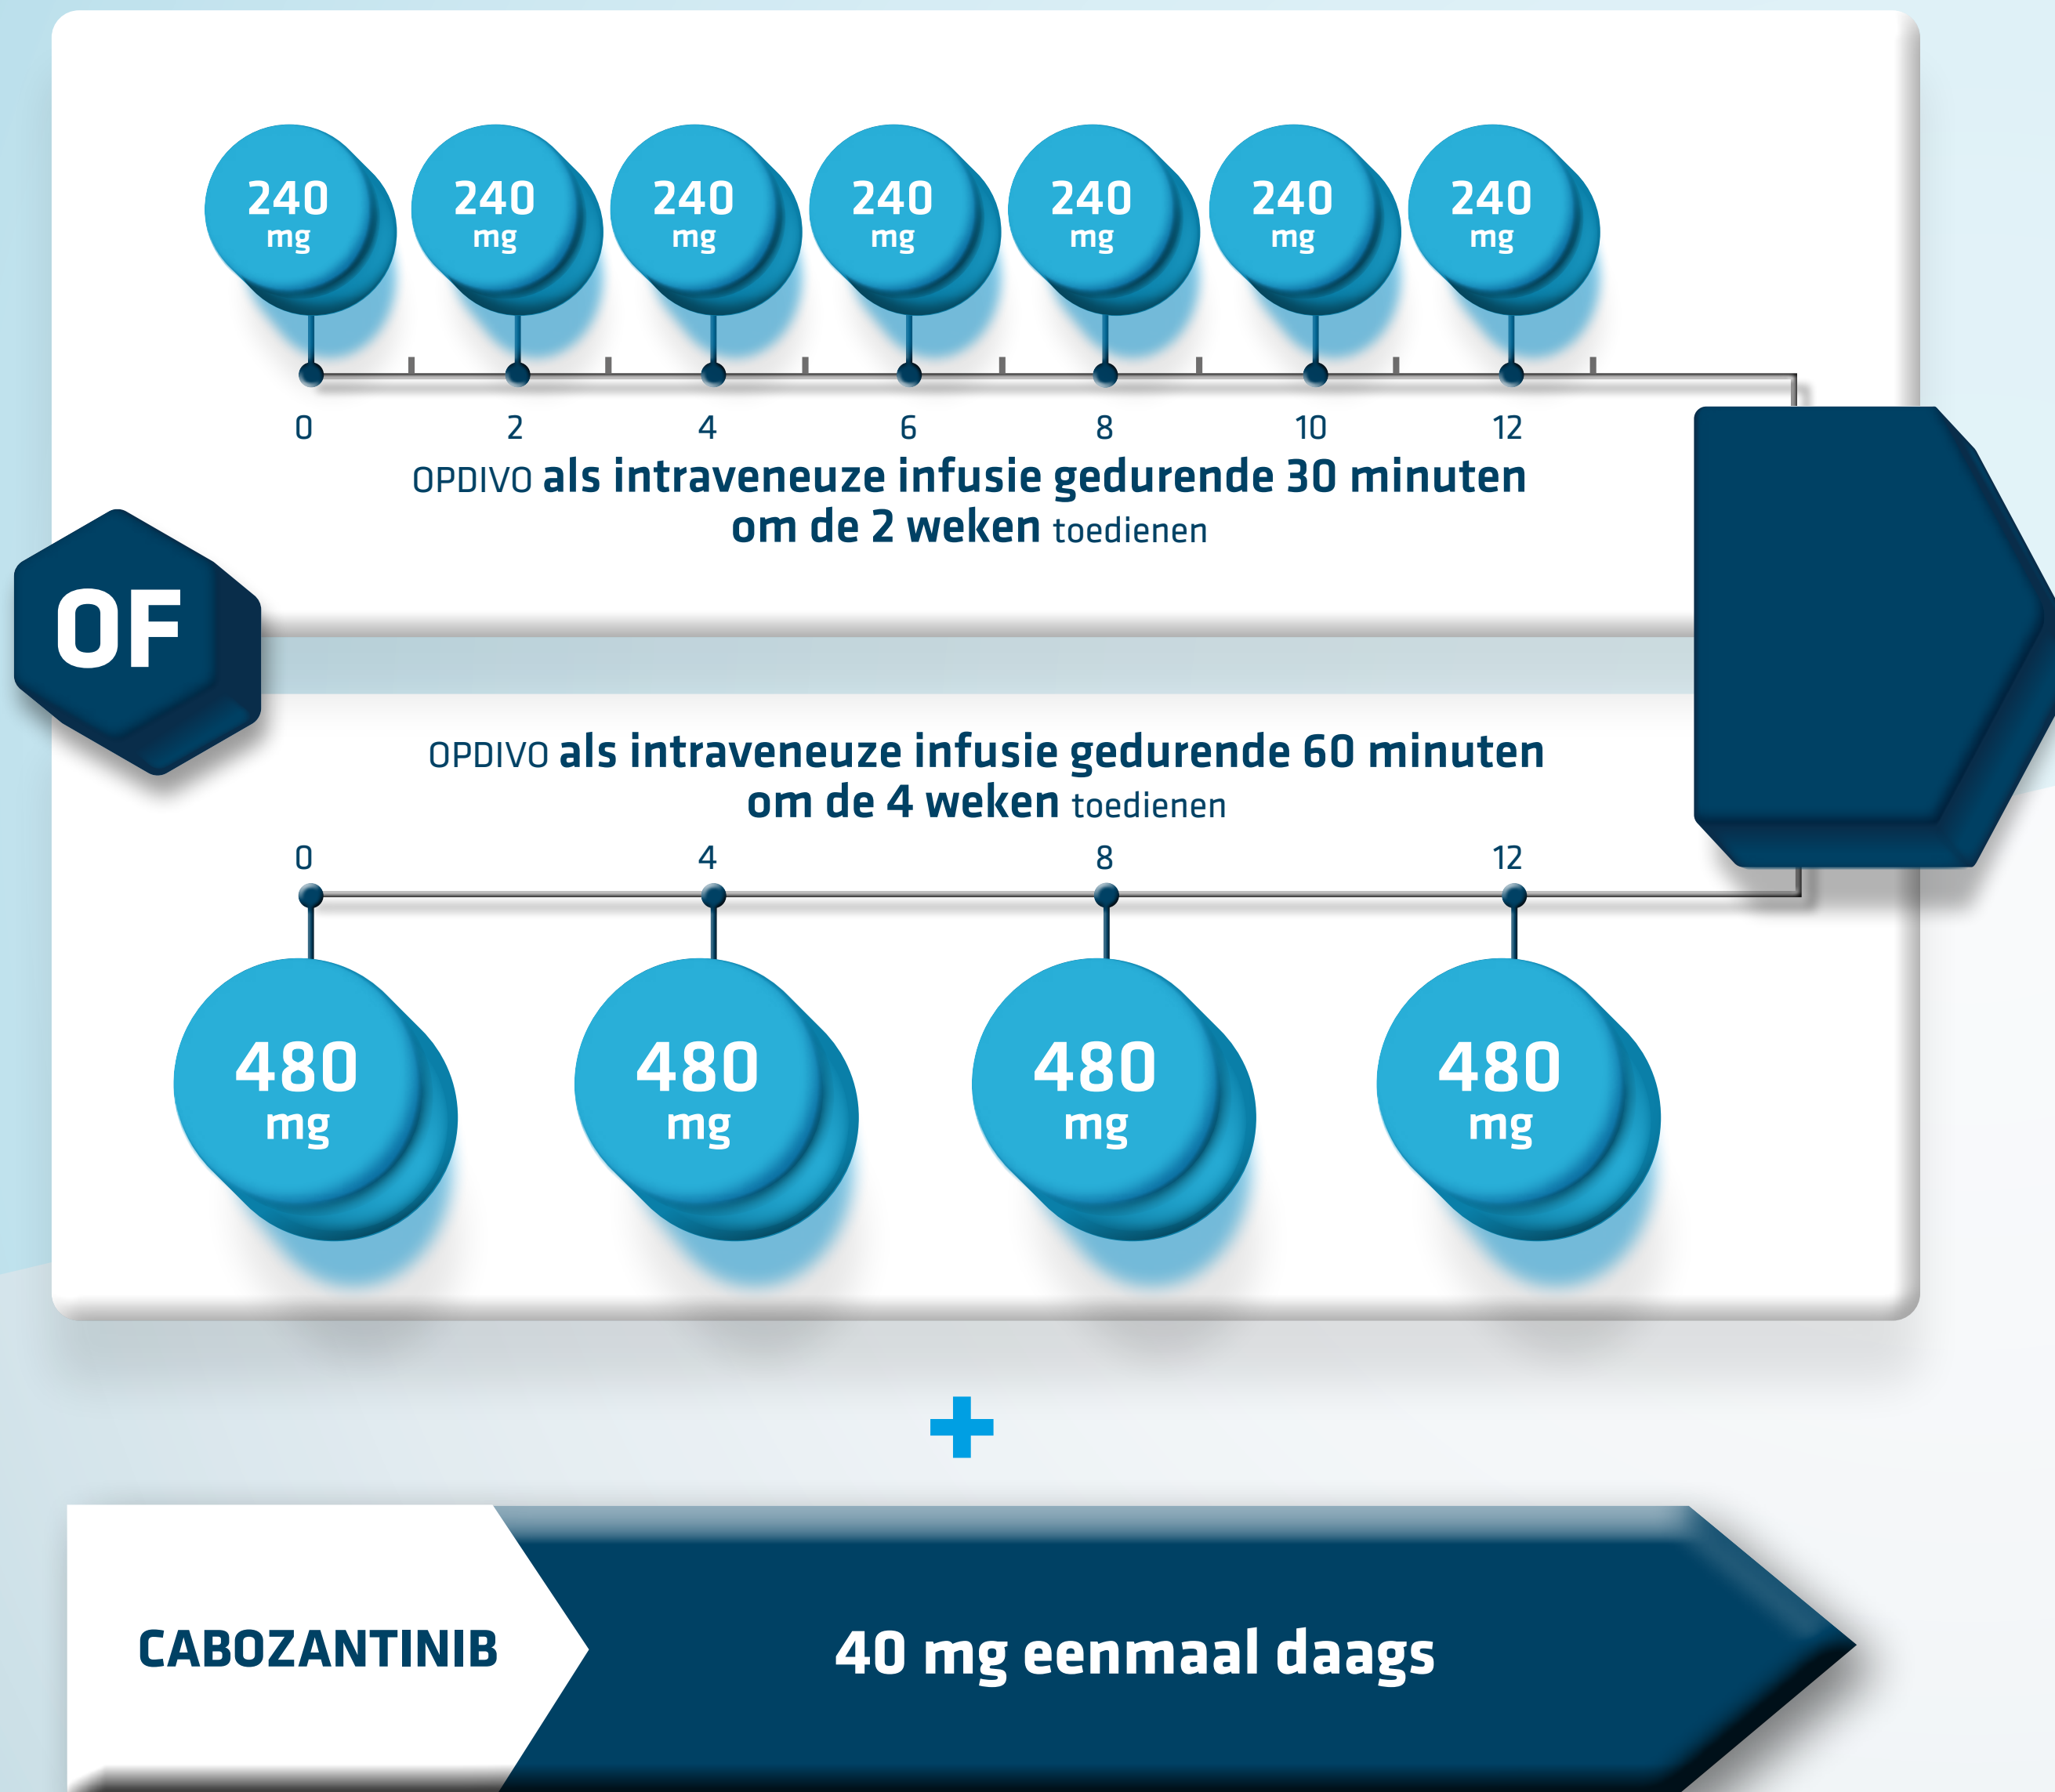 240 240 240 240 240 240 240
mg mg mg mg mg mg mg
0 2 4 6 8 10 12
OPDIVO als intraveneuze infusie gedurende 30 minuten
om de 2 weken toedienen
OF
OPDIVO als intraveneuze infusie gedurende 60 minuten
om de 4 weken toedienen
0 4 8 12
480 480 480 480
mg mg mg mg
+
CABOZANTINIB 40 mg eenmaal daags